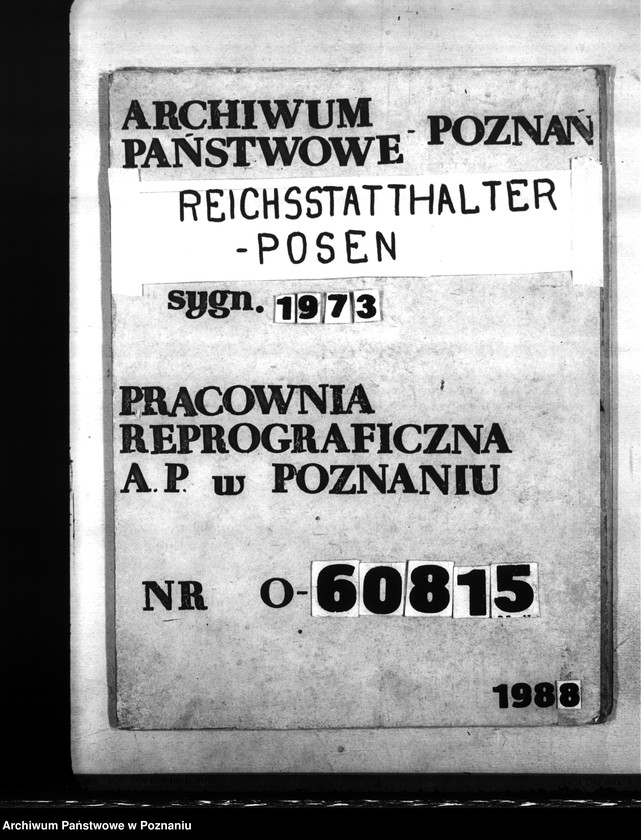 ARCHIWUM
PAŃSTWOWE - POZNAŃ
REICHSSTATTHALTER
-POSEN
sygn. 1973
PRACOWNIA
REPROGRAFICZNA
A.P. w POZNANIU
NR O-60815
1988
Archiwum Państwowe w Poznaniu